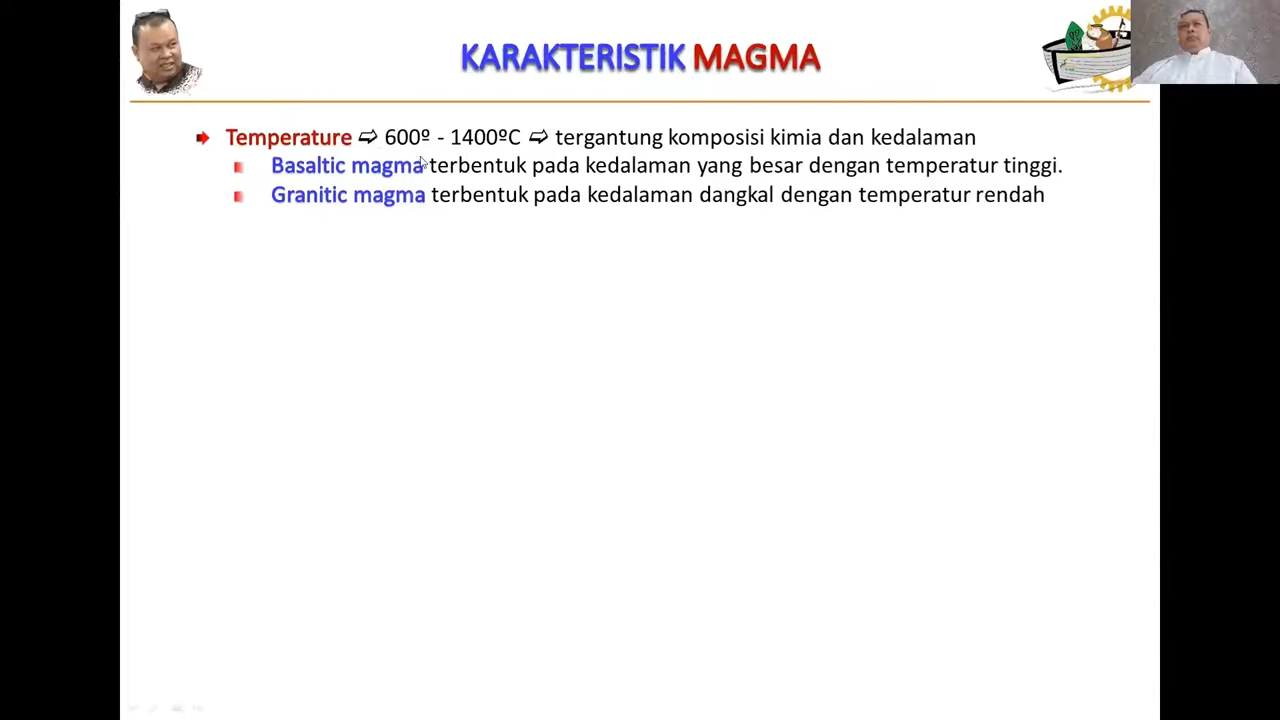 KARAKTERISTIK MAGMA
Temperature ➯ 600º - 1400ºC ➯ tergantung komposisi kimia dan kedalaman
Basaltic magma terbentuk pada kedalaman yang besar dengan temperatur tinggi.
Granitic magma terbentuk pada kedalaman dangkal dengan temperatur rendah